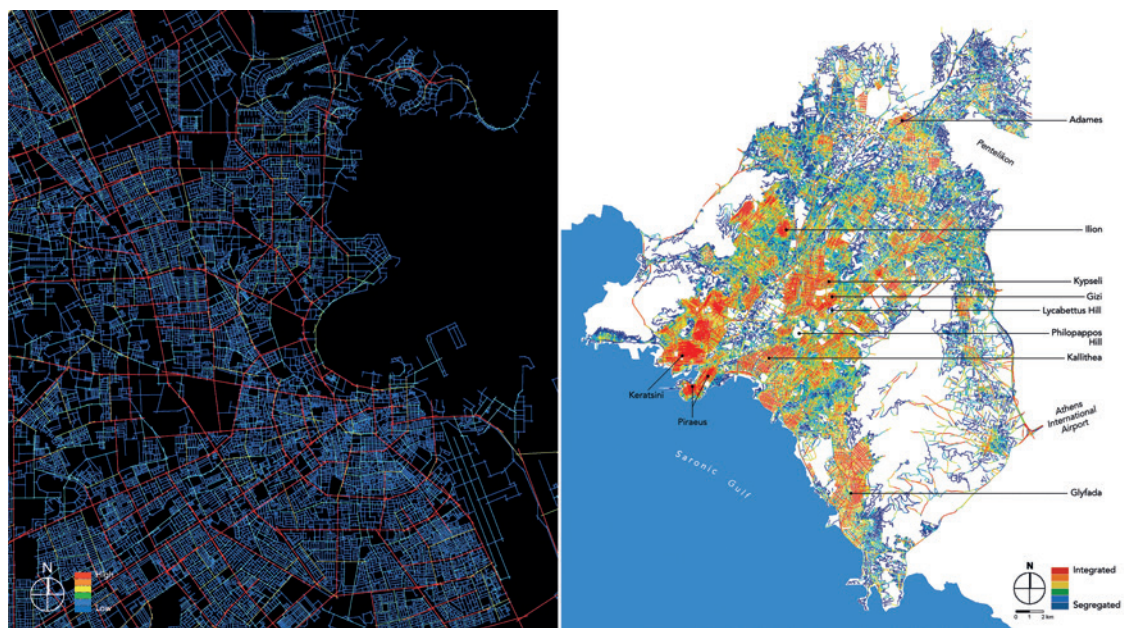 N
High
Low
Adames
Pentelikon
Ilion
Kypseli
Gizi
Lycabettus Hill
Philopappos
Hill
Kallithea
Keratsini
Piraeus
Athens
International
Airport
Saronic Gulf
Glyfada
N
0 1 2 km
Integrated
Segregated